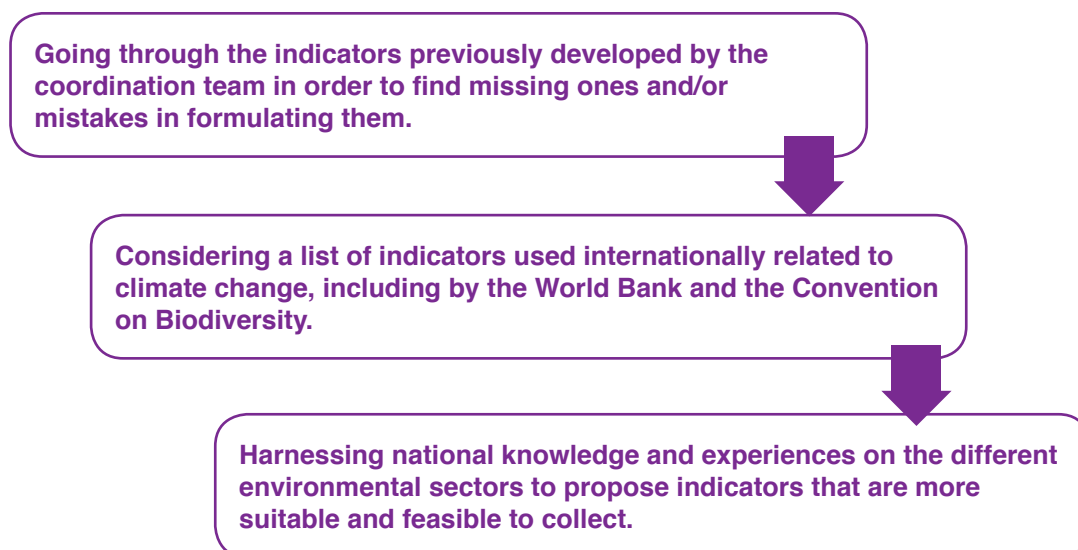 Going through the indicators previously developed by the
coordination team in order to find missing ones and/or
mistakes in formulating them.
Considering a list of indicators used internationally related to
climate change, including by the World Bank and the Convention
on Biodiversity.
Harnessing national knowledge and experiences on the different
environmental sectors to propose indicators that are more
suitable and feasible to collect.